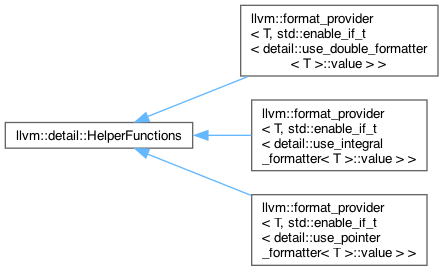 llvm::format_provider
< T, std::enable_if_t
< detail::use_double_formatter
< T >::value > >
llvm::detail::HelperFunctions
llvm::format_provider
< T, std::enable_if_t
< detail::use_integral
_formatter< T >::value > >
llvm::format_provider
< T, std::enable_if_t
< detail::use_pointer
_formatter< T >::value > >